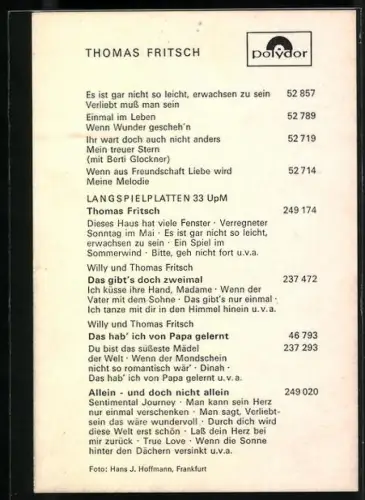 THOMAS FRITSCH
polydor
Es ist gar nicht so leicht, erwachsen zu sein 52 857
Verliebt muß man sein
Einmal im Leben 52 789
Wenn Wunder gescheh'n
Ihr wart doch auch nicht anders 52 719
Mein treuer Stern
(mit Berti Glockner)
Wenn aus Freundschaft Liebe wird 52 714
Meine Melodie
LANGSPIELPLATTEN 33 UpM
Thomas Fritsch 249 174
Dieses Haus hat viele Fenster · Verregneter
Sonntag im Mai · Es ist gar nicht so leicht,
erwachsen zu sein · Ein Spiel im
Sommerwind · Bitte, geh nicht fort u.v.a.
Willy und Thomas Fritsch
Das gibt's doch zweimal 237 472
Ich küsse ihre Hand, Madame · Wenn der
Vater mit dem Sohne · Das gibt's nur einmal ·
Ich tanze mit dir in den Himmel hinein u. v. a.
Willy und Thomas Fritsch
Das hab' ich von Papa gelernt 46 793
Du bist das süßeste Mädel 237 293
der Welt · Wenn der Mondschein
nicht so romantisch wär' · Dinah ·
Das hab' ich von Papa gelernt u. v. a.
Allein - und doch nicht allein 249 020
Sentimental Journey · Man kann sein Herz
nur einmal verschenken · Man sagt, Verliebt-
sein das wäre wundervoll · Durch dich wird
diese Welt erst schön · Laß dein Herz bei
mir zurück · True Love · Wenn die Sonne
hinter den Dächern versinkt u. v. a.
Foto: Hans J. Hoffmann, Frankfurt